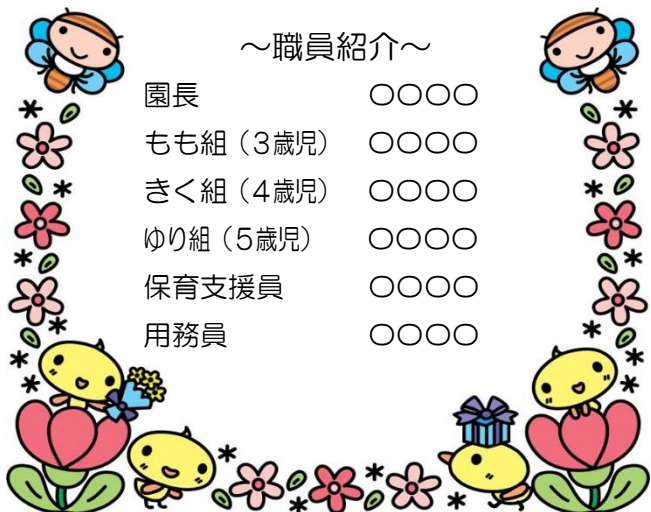 ～職員紹介～
園長 〇〇〇〇
もも組（3歳児） 〇〇〇〇
きく組（4歳児） 〇〇〇〇
ゆり組（5歳児） 〇〇〇〇
保育支援員 〇〇〇〇
用務員 〇〇〇〇